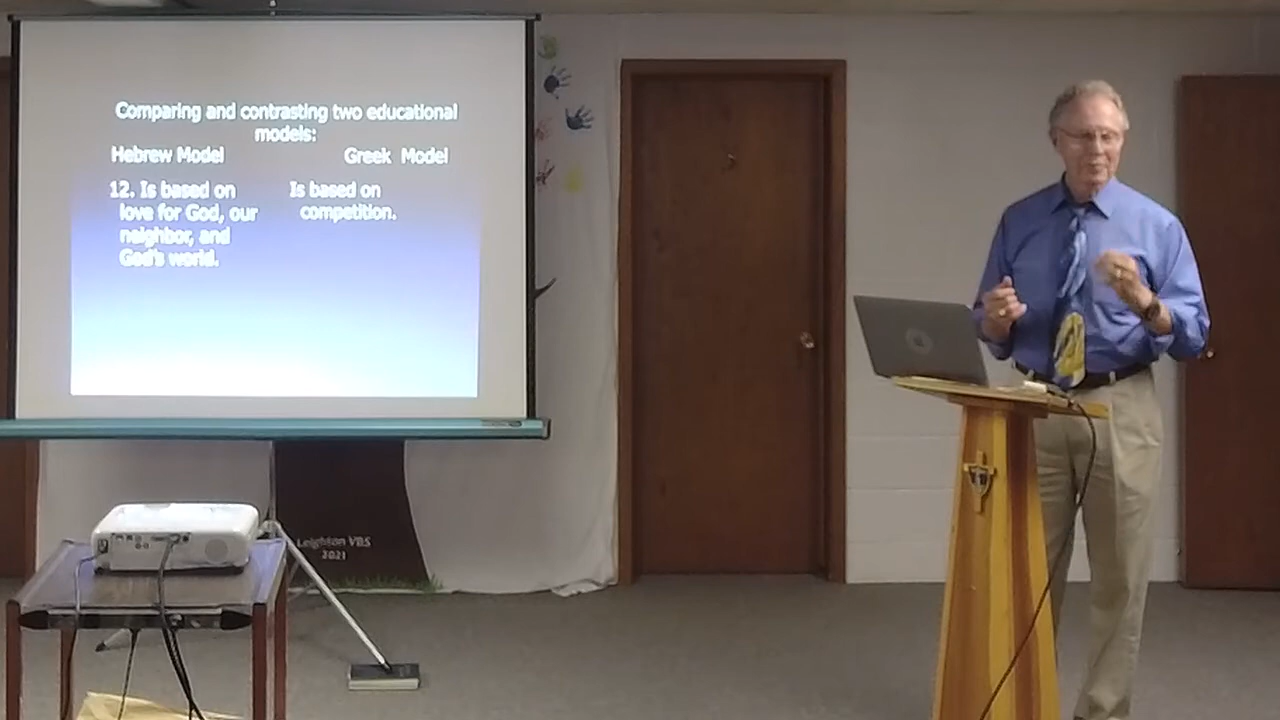 Comparing and contrasting two educational
models:
Hebrew Model Greek Model
12. Is based on Is based on
love for God, our competition.
neighbor, and
God's world.
Leighton VBS
2021